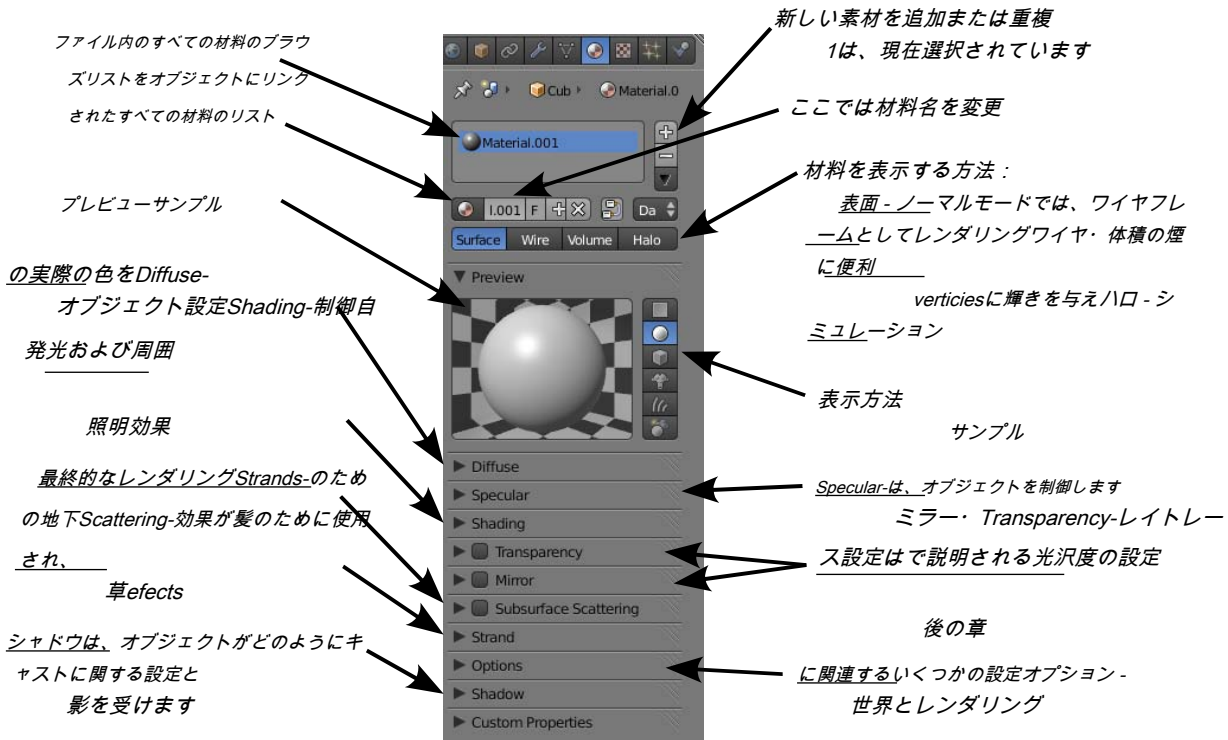 ファイル内のすべての材料のブラウ
ズリストをオブジェクトにリンク
されたすべての材料のリスト
プレビューサンプル
の実際の色をDiffuse-
オブジェクト設定Shading-制御自
発光および周囲
照明効果
最終的なレンダリングStrands-のため
の地下Scattering-効果が髪のために使用
され、
草efects
シャドウは、オブジェクトがどのようにキ
ャストに関する設定と
影を受けます
Cub
Material.0
Material.001
l.001 F Da
Surface Wire Volume Halo
Preview
Diffuse
Specular
Shading
Transparency
Mirror
Subsurface Scattering
Strand
Options
Shadow
Custom Properties
新しい素材を追加または重複
1は、現在選択されています
ここでは材料名を変更
材料を表示する方法：
表面 - ノーマルモードでは、ワイヤフレ
ームとしてレンダリングワイヤ・体積の煙
に便利
verticiesに輝きを与えハロ - シ
ミュレーション
表示方法
サンプル
Specular-は、オブジェクトを制御します
ミラー・Transparency-レイトレー
ス設定はで説明される光沢度の設定
後の章
に関連するいくつかの設定オプション -
世界とレンダリング